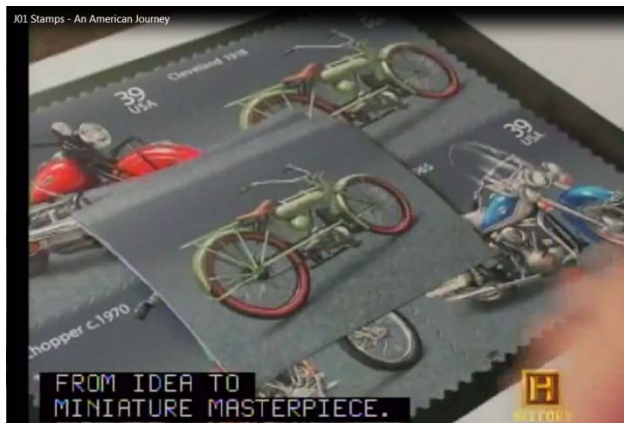 J01 Stamps - An American Journey
39
USA
Cleveland 1918
39
USA
Chopper c.1970
FROM IDEA TO
MINIATURE MASTERPIECE.
H
HISTORY